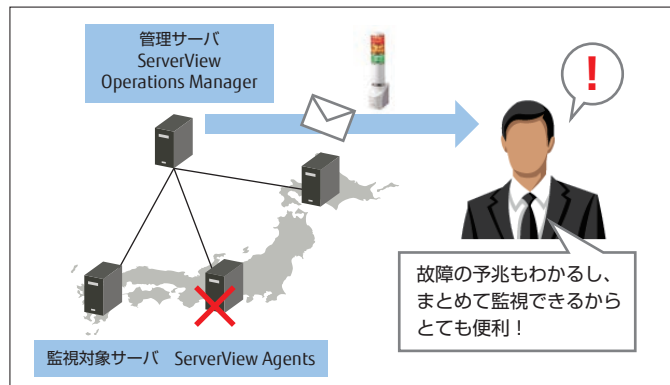 管理サーバ
ServerView
Operations Manager
!
故障の予兆もわかるし、
まとめて監視できるから
とても便利！
監視対象サーバ　ServerView Agents